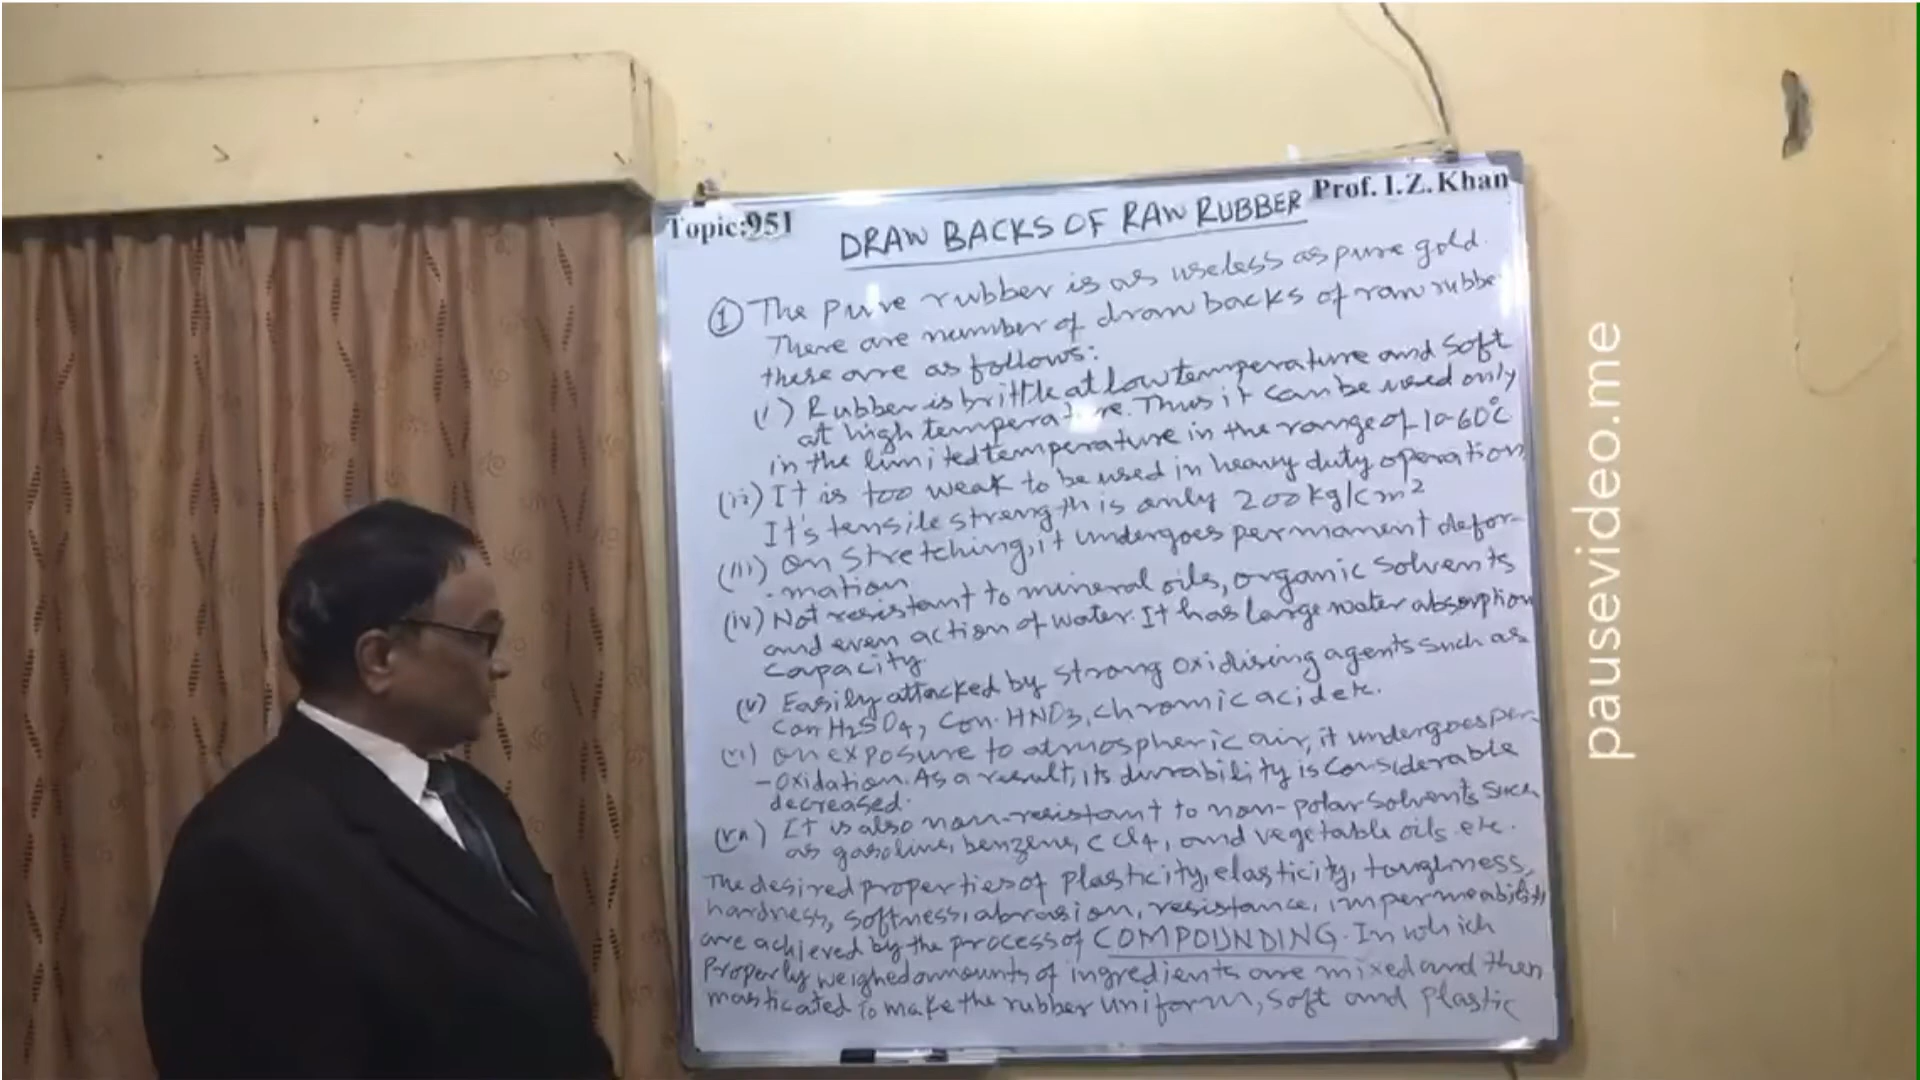 Topic:951
Prof. I.Z.Khan
DRAW BACKS OF RAW RUBBER
① The pure rubber is as useless as pure gold.
There are number of draw backs of raw rubbe
these are as follows:
(i) Rubber is brittle at low temperature and Soft
at high tempera re. Thus it can be used only
in the limited temperature in the range of 10-60°C
(ii) It is too weak to be used in heavy duty operation
It's tensile strength is only 200 kg/cm²
(iii) On stretching, it undergoes permanent defor-
-mation
(iv) Not resistant to mineral oils, organic solvents
and even action of water. It has large water absorption
capacity.
(v) Easily attacked by strong oxidising agents such as
Con H₂SO₄, Con. HNO₃, chromic acid etc.
(vi) On exposure to atmospheric air, it undergoes per-
-oxidation. As a result, its durability is considerable
decreased.
(vii) It is also non-resistant to non-polar solvents such
as gasoline, benzene, CCl₄, and vegetable oils etc.
The desired properties of plasticity, elasticity, toughness,
hardness, softness, abrasion, resistance, impermeability
are achieved by the process of COMPOUNDING. In which
Properly weighed amounts of ingredients are mixed and then
masticated to make the rubber uniform, soft and plastic
pausevideo.me